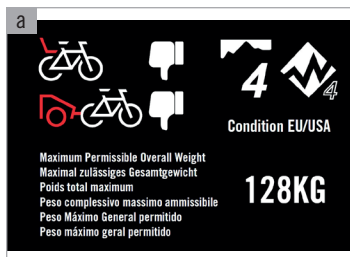 a
4
4
Condition EU/USA
Maximum Permissible Overall Weight
Maximal zulässiges Gesamtgewicht
Poids total maximum
Peso complessivo massimo ammissibile
Peso Máximo General permitido
Peso máximo geral permitido
128KG